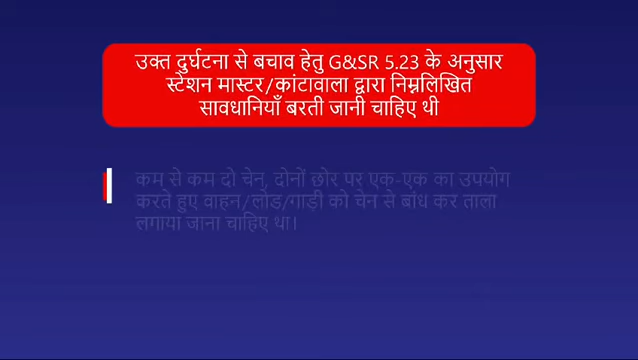 उक्त दुर्घटना से बचाव हेतु G&SR 5.23 के अनुसार
स्टेशन मास्टर/कांटावाला द्वारा निम्नलिखित
सावधानियाँ बरती जानी चाहिए थी
कम से कम दो चेन, दोनों छोर पर एक-एक का उपयोग
करते हुए वाहन/लोड/गाड़ी को चेन से बांध कर ताला
लगाया जाना चाहिए था।